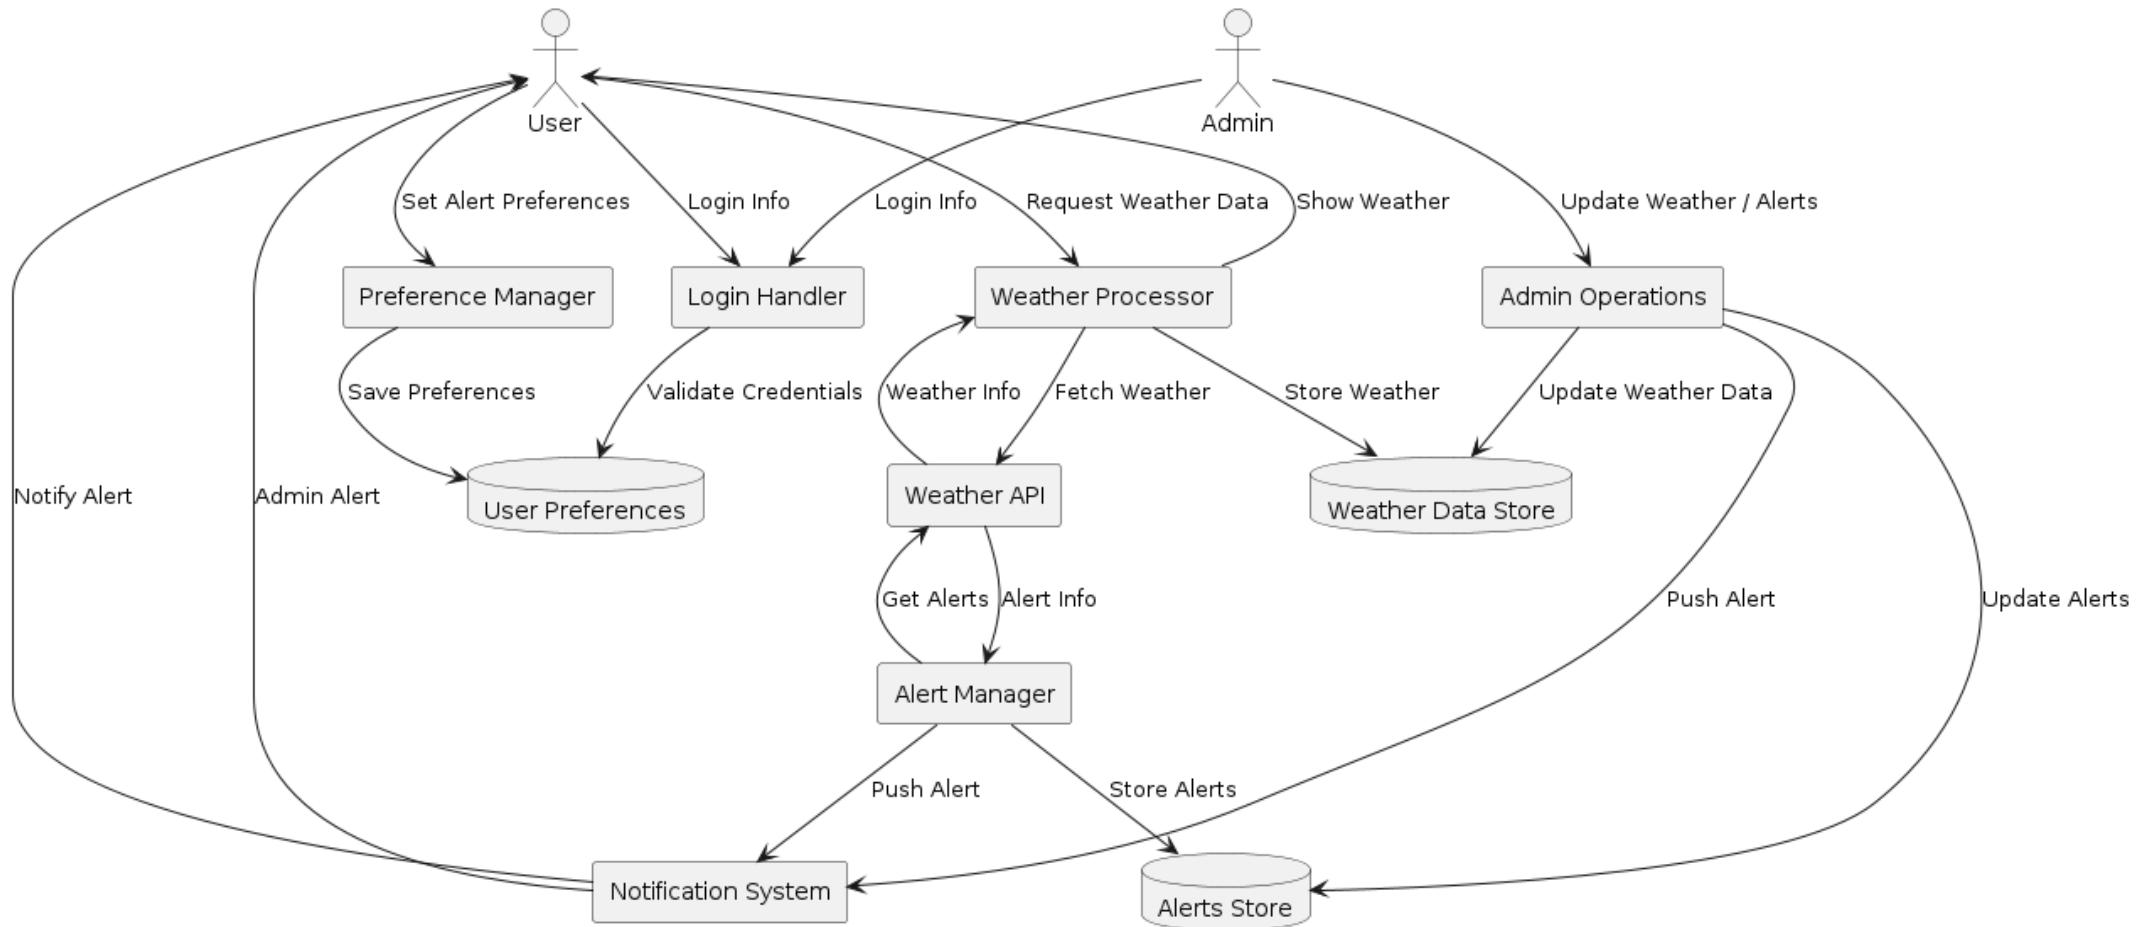 User
Admin
Set Alert Preferences
Login Info
Login Info
Request Weather Data
Show Weather
Update Weather / Alerts
Preference Manager
Login Handler
Weather Processor
Admin Operations
Save Preferences
Validate Credentials
Weather Info
Fetch Weather
Store Weather
Update Weather Data
Notify Alert
Admin Alert
User Preferences
Weather API
Weather Data Store
Get Alerts
Alert Info
Push Alert
Update Alerts
Alert Manager
Push Alert
Store Alerts
Notification System
Alerts Store